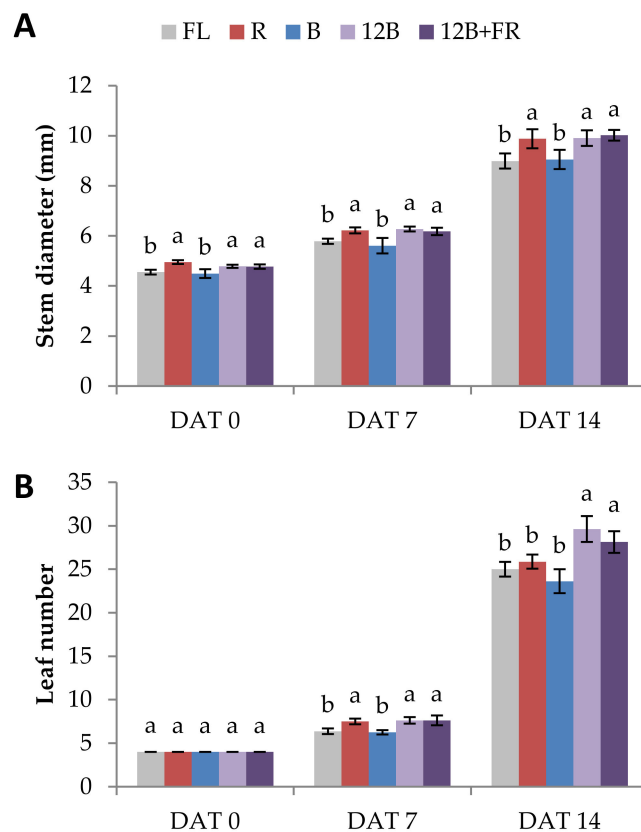 A
FL R B 12B 12B+FR
Stem diameter (mm)
12
10
8
6
4
2
0
b a b a a
b a b a a
b a b a a
DAT 0 DAT 7 DAT 14
B
Leaf number
35
30
25
20
15
10
5
0
a a a a a
b a b a a
b b b a a
DAT 0 DAT 7 DAT 14